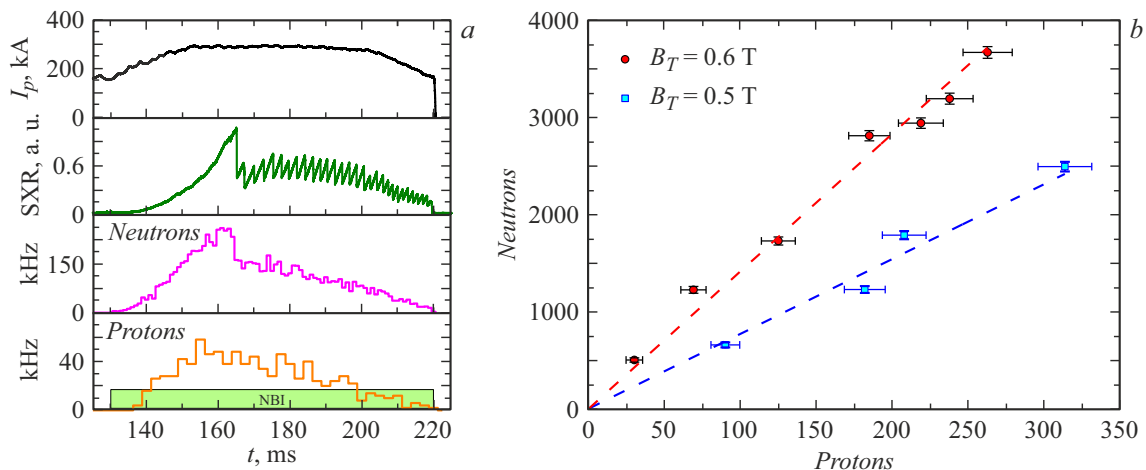 a
I_p, kA
400
200
0
SXR, a. u.
0.6
0
Neutrons
kHz
150
0
Protons
kHz
40
0
NBI
140 160 180 200 220
t, ms
b
Neutrons
4000
3000
2000
1000
0
B_T = 0.6 T
B_T = 0.5 T
0 50 100 150 200 250 300 350
Protons